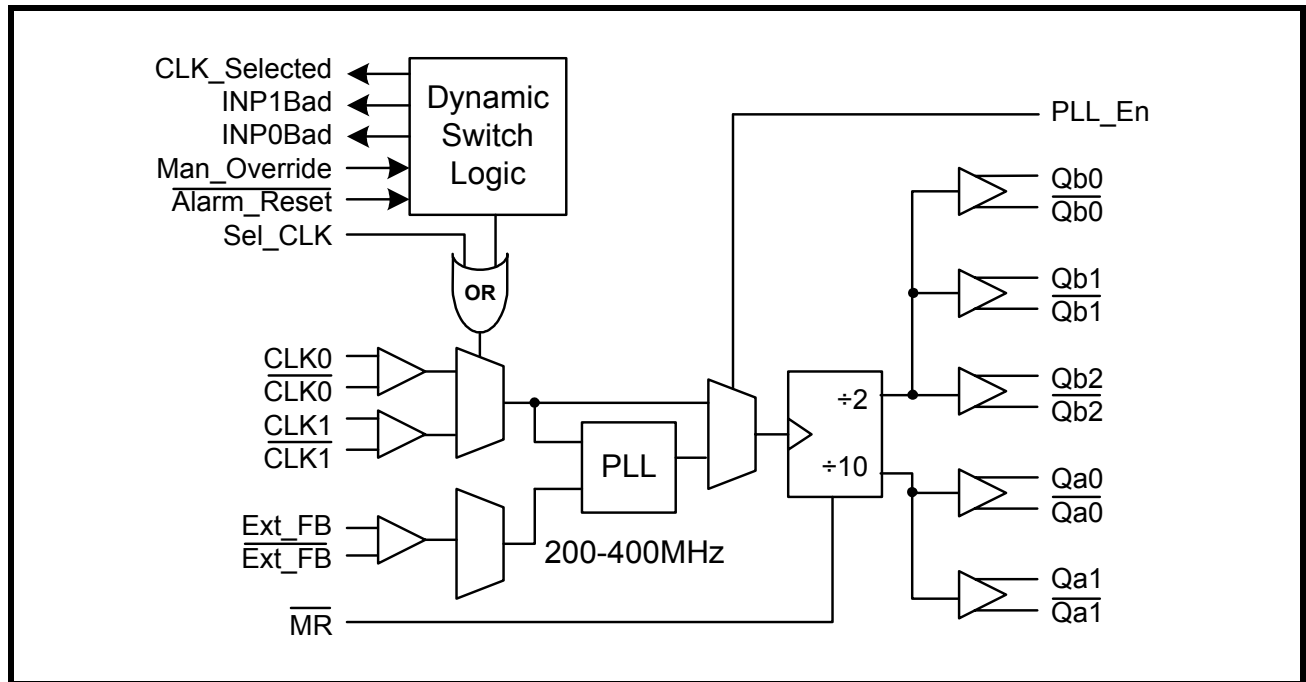 CLK_Selected
INP1Bad
INP0Bad
Man_Override
Alarm_Reset
Sel_CLK
Dynamic
Switch
Logic
OR
PLL_En
CLK0
CLK0
CLK1
CLK1
Ext_FB
Ext_FB
MR
PLL
200-400MHz
÷2
÷10
Qb0
Qb0
Qb1
Qb1
Qb2
Qb2
Qa0
Qa0
Qa1
Qa1